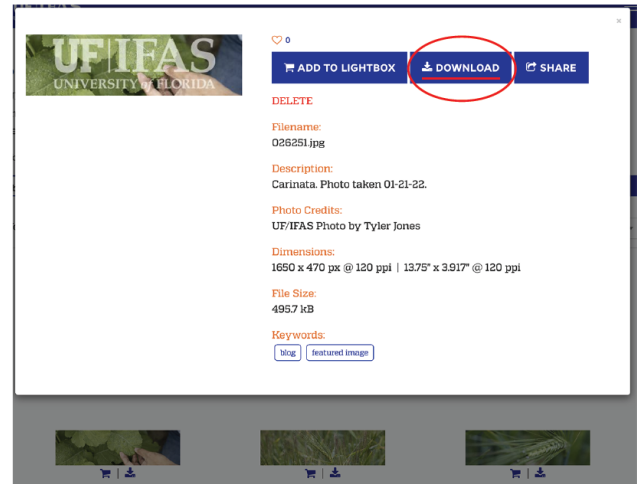 ×
UF|IFAS
UNIVERSITY of FLORIDA
0
ADD TO LIGHTBOX
DOWNLOAD
SHARE
DELETE
Filename:
026251.jpg
Description:
Carinata. Photo taken 01-21-22.
Photo Credits:
UF/IFAS Photo by Tyler Jones
Dimensions:
1650 x 470 px @ 120 ppi | 13.75" x 3.917" @ 120 ppi
File Size:
495.7 kB
Keywords:
blog
featured image